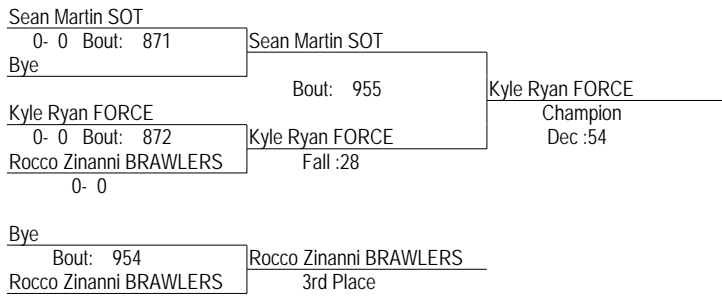 Sean Martin SOT
0- 0 Bout: 871
Sean Martin SOT
Bye
Bout: 955
Kyle Ryan FORCE
Kyle Ryan FORCE
Champion
0- 0 Bout: 872
Kyle Ryan FORCE
Dec :54
Rocco Zinanni BRAWLERS
Fall :28
0- 0
Bye
Bout: 954
Rocco Zinanni BRAWLERS
Rocco Zinanni BRAWLERS
3rd Place